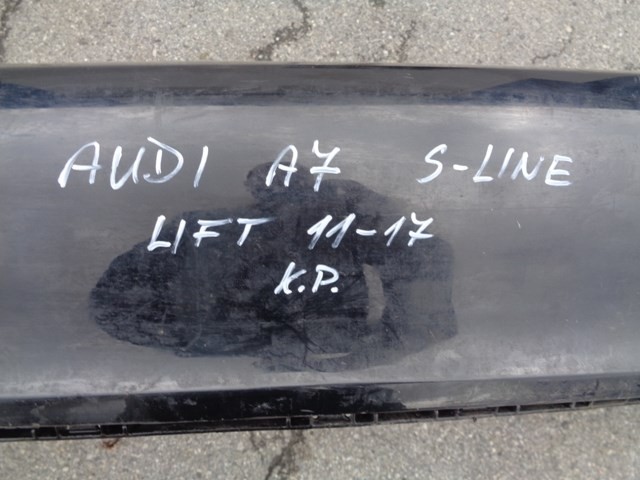 AUDI A7 S-LINE
LIFT 11-17
K.P.